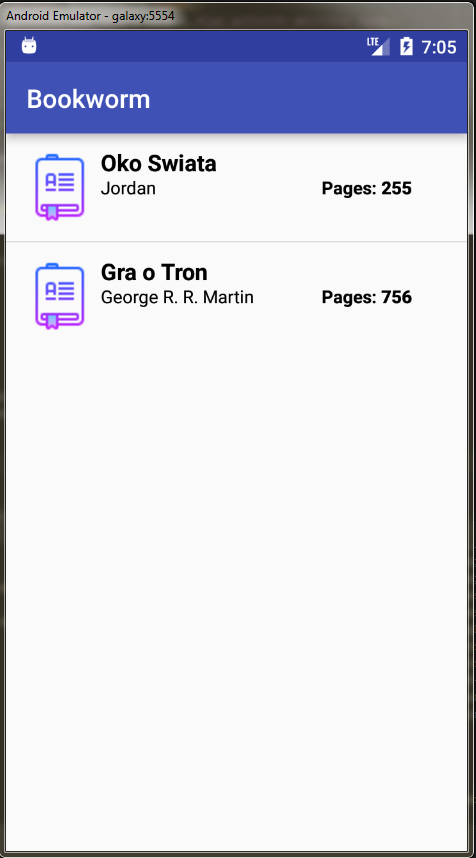 Android Emulator - galaxy:5554
LTE 7:05
Bookworm
Oko Swiata
Jordan Pages: 255
Gra o Tron
George R. R. Martin Pages: 756